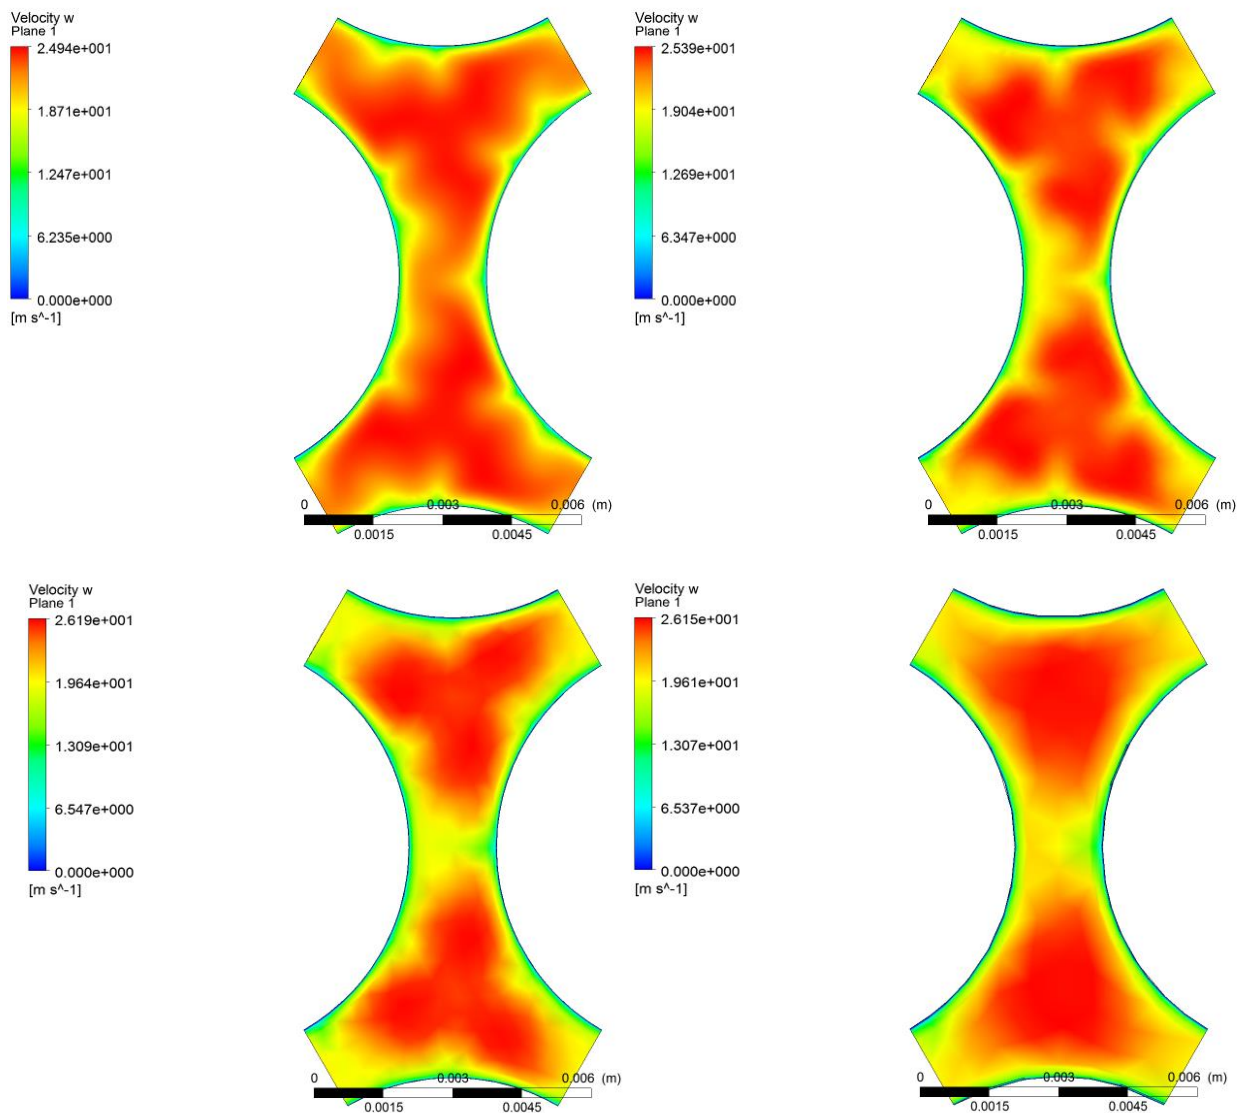 Velocity w
Plane 1
2.494e+001
1.871e+001
1.247e+001
6.235e+000
0.000e+000
[m s^-1]
0 0.003 0.006 (m)
0.0015 0.0045
Velocity w
Plane 1
2.539e+001
1.904e+001
1.269e+001
6.347e+000
0.000e+000
[m s^-1]
0 0.003 0.006 (m)
0.0015 0.0045
Velocity w
Plane 1
2.619e+001
1.964e+001
1.309e+001
6.547e+000
0.000e+000
[m s^-1]
0 0.003 0.006 (m)
0.0015 0.0045
Velocity w
Plane 1
2.615e+001
1.961e+001
1.307e+001
6.537e+000
0.000e+000
[m s^-1]
0 0.003 0.006 (m)
0.0015 0.0045